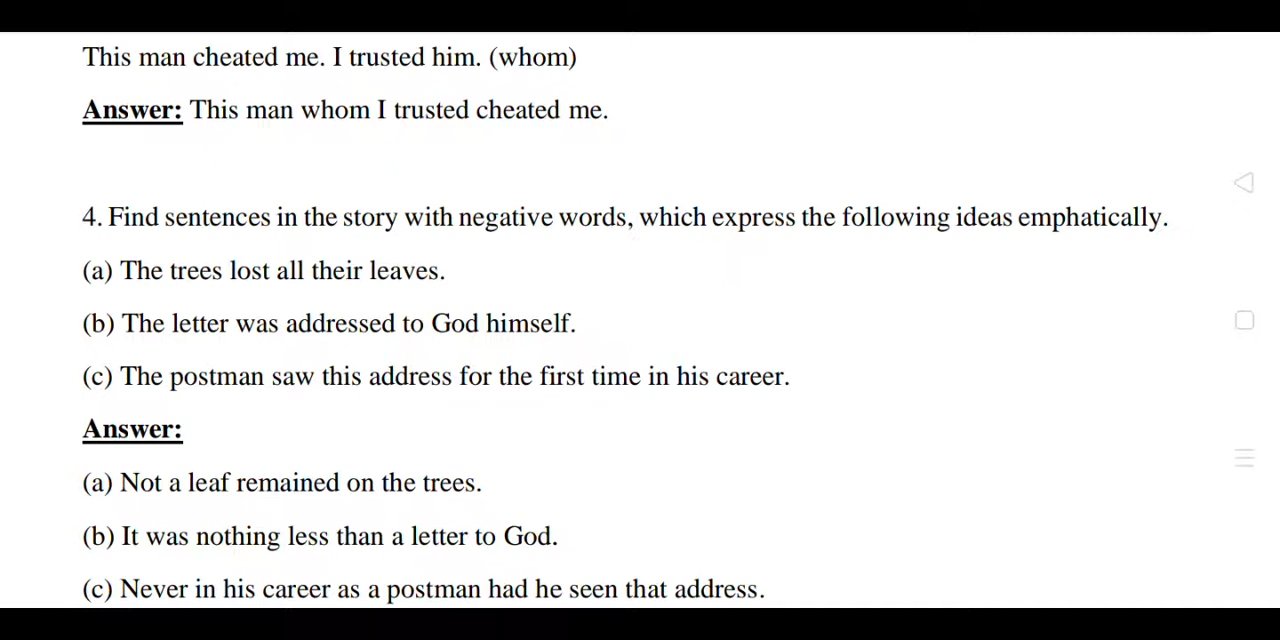 This man cheated me. I trusted him. (whom)
Answer: This man whom I trusted cheated me.
4. Find sentences in the story with negative words, which express the following ideas emphatically.
(a) The trees lost all their leaves.
(b) The letter was addressed to God himself.
(c) The postman saw this address for the first time in his career.
Answer:
(a) Not a leaf remained on the trees.
(b) It was nothing less than a letter to God.
(c) Never in his career as a postman had he seen that address.